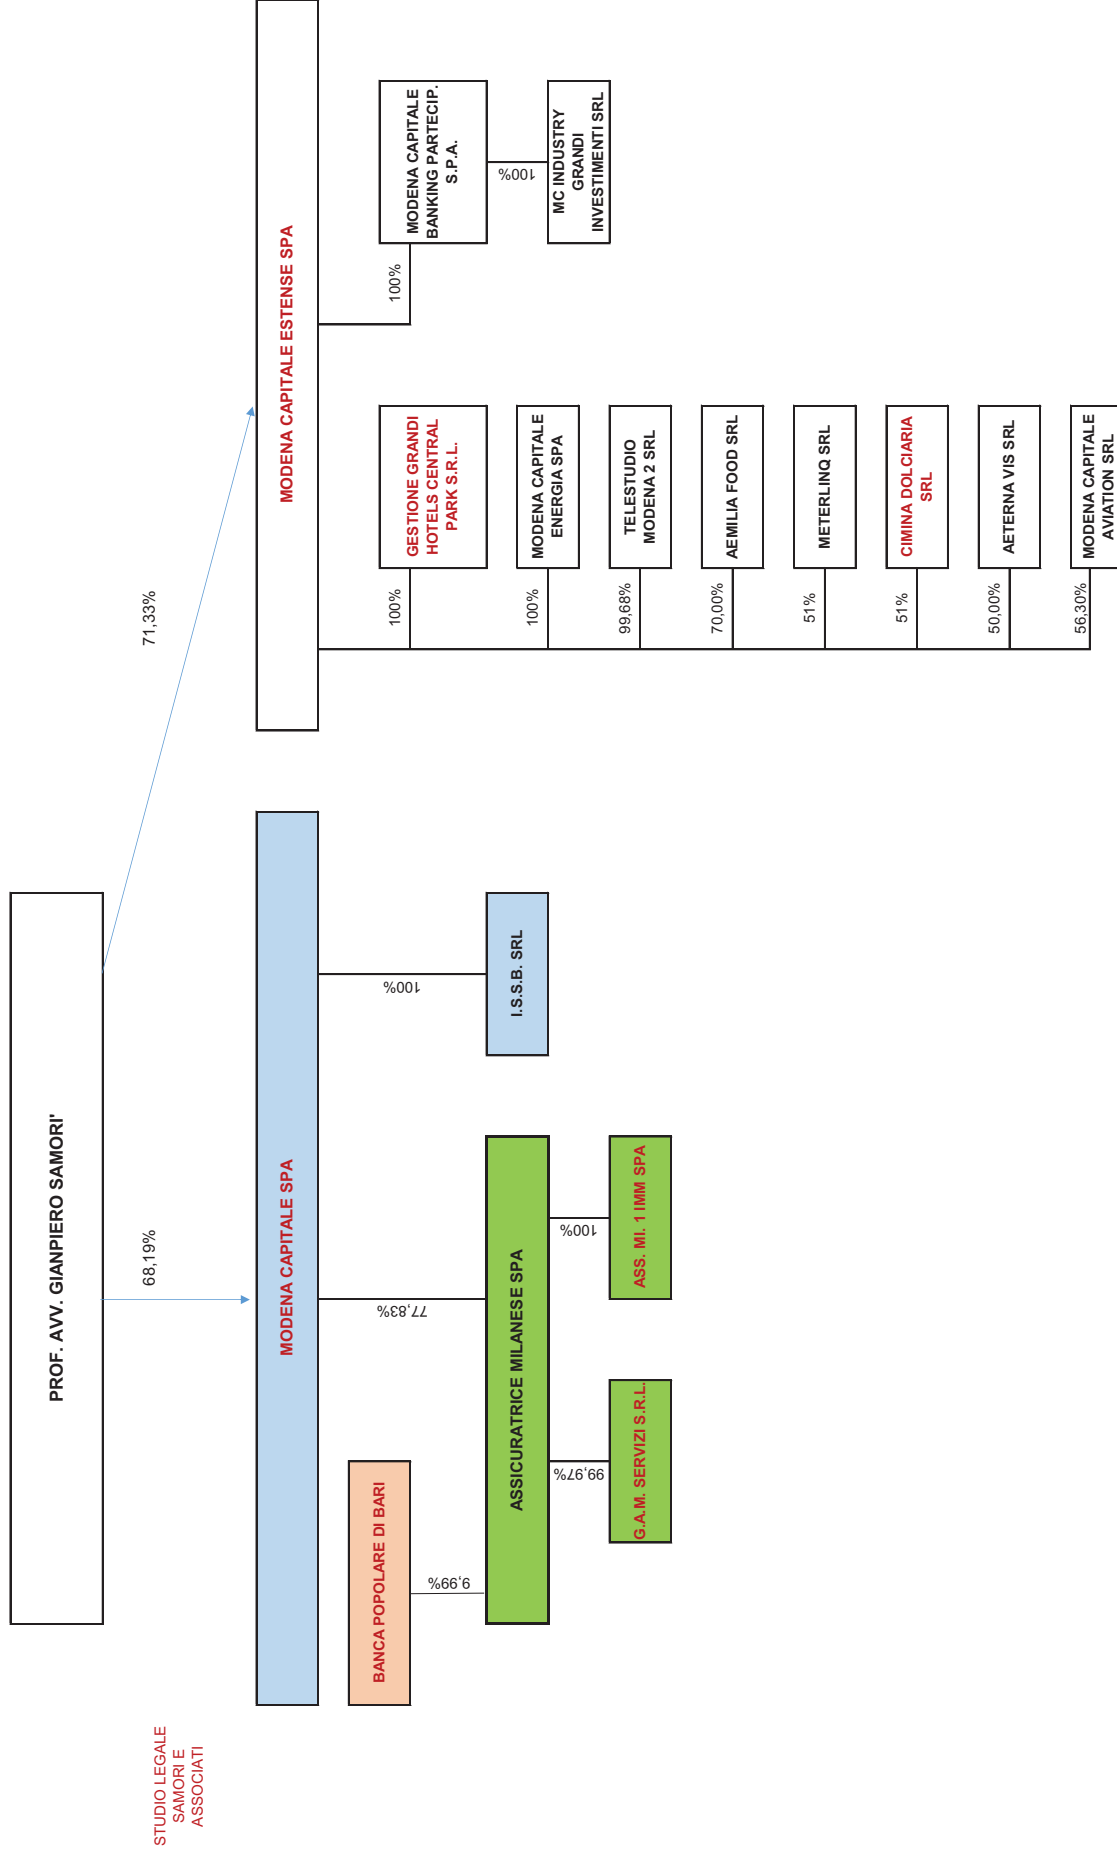 PROF. AVV. GIANPIERO SAMORI'
STUDIO LEGALE
SAMORI E
ASSOCIATI
68,19%
71,33%
MODENA CAPITALE SPA
MODENA CAPITALE ESTENSE SPA
BANCA POPOLARE DI BARI
9,99%
77,83%
100%
ASSICURATRICE MILANESE SPA
I.S.S.B. SRL
99,97%
100%
G.A.M. SERVIZI S.R.L.
ASS. MI. 1 IMM SPA
100%
GESTIONE GRANDI
HOTELS CENTRAL
PARK S.R.L.
100%
MODENA CAPITALE
BANKING PARTECIP.
S.P.A.
100%
MODENA CAPITALE
ENERGIA SPA
100%
MC INDUSTRY
GRANDI
INVESTIMENTI SRL
99,68%
TELESTUDIO
MODENA 2 SRL
70,00%
AEMILIA FOOD SRL
51%
METERLINQ SRL
51%
CIMINA DOLCIARIA
SRL
50,00%
AETERNA VIS SRL
56,30%
MODENA CAPITALE
AVIATION SRL